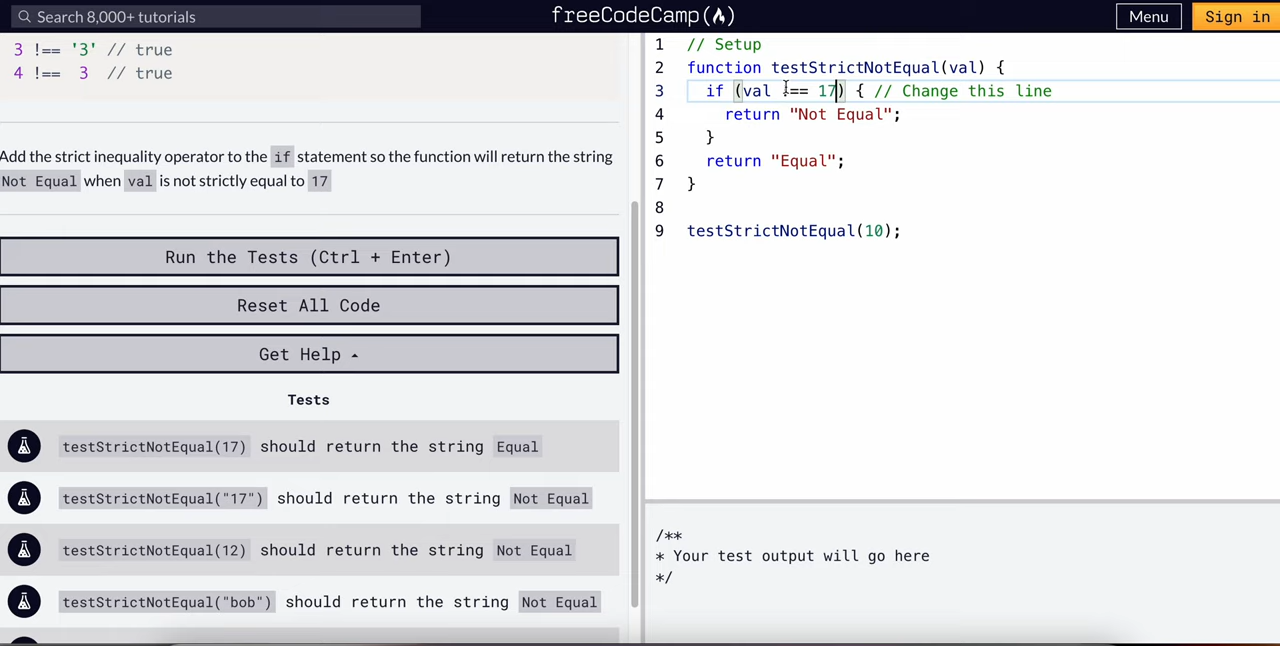 Search 8,000+ tutorials
freeCodeCamp
Menu
Sign in
3 !== '3' // true
4 !== 3 // true
Add the strict inequality operator to the if statement so the function will return the string
Not Equal when val is not strictly equal to 17
Run the Tests (Ctrl + Enter)
Reset All Code
Get Help
Tests
testStrictNotEqual(17) should return the string Equal
testStrictNotEqual("17") should return the string Not Equal
testStrictNotEqual(12) should return the string Not Equal
testStrictNotEqual("bob") should return the string Not Equal
1 // Setup
2 function testStrictNotEqual(val) {
3 if (val !== 17) { // Change this line
4 return "Not Equal";
5 }
6 return "Equal";
7 }
8
9 testStrictNotEqual(10);
/**
* Your test output will go here
*/